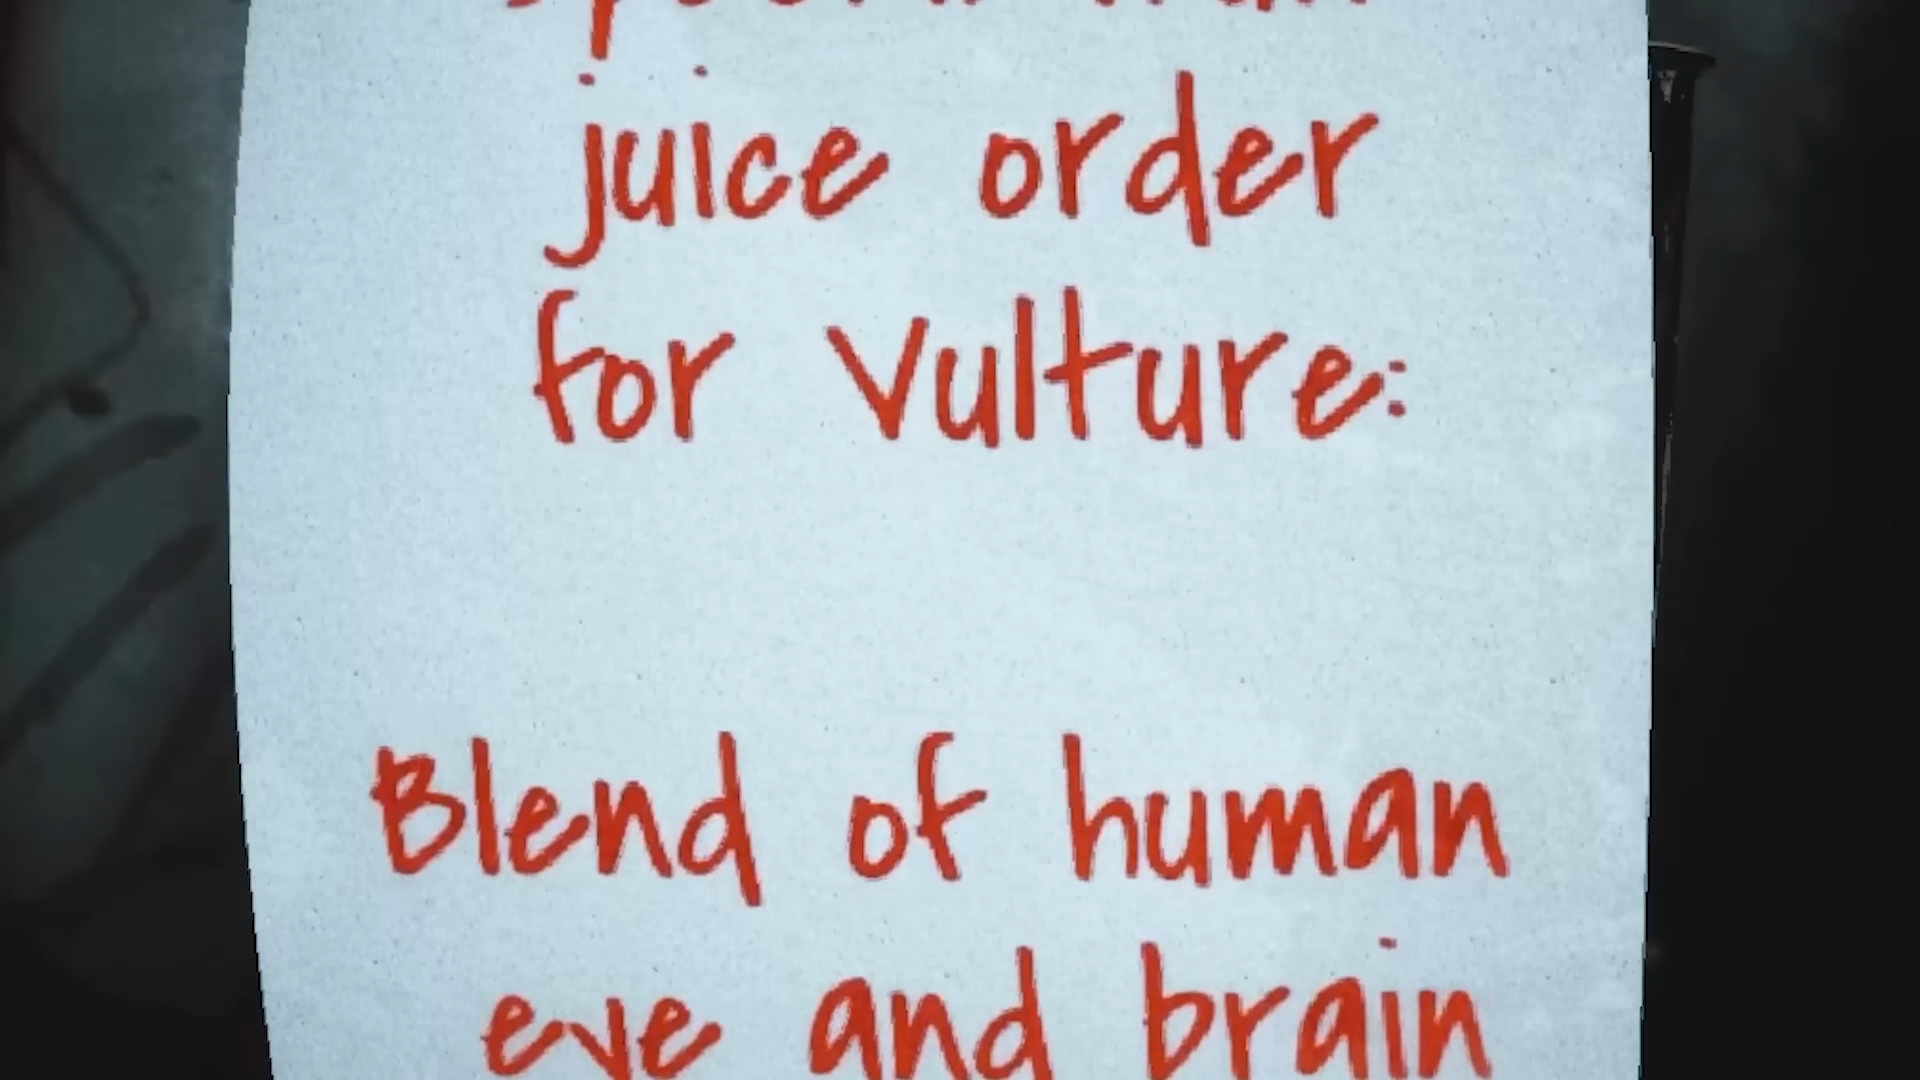 juice order
for Vulture:
Blend of human
eye and brain